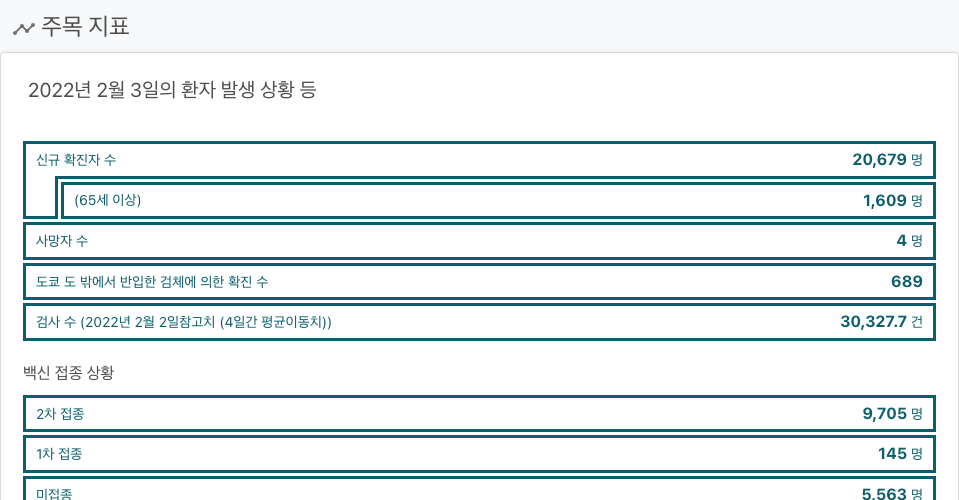 주목 지표
2022년 2월 3일의 환자 발생 상황 등
신규 확진자 수 20,679 명
(65세 이상) 1,609 명
사망자 수 4 명
도쿄 도 밖에서 반입한 검체에 의한 확진 수 689
검사 수 (2022년 2월 2일참고치 (4일간 평균이동치)) 30,327.7 건
백신 접종 상황
2차 접종 9,705 명
1차 접종 145 명
미접종 5,563 명